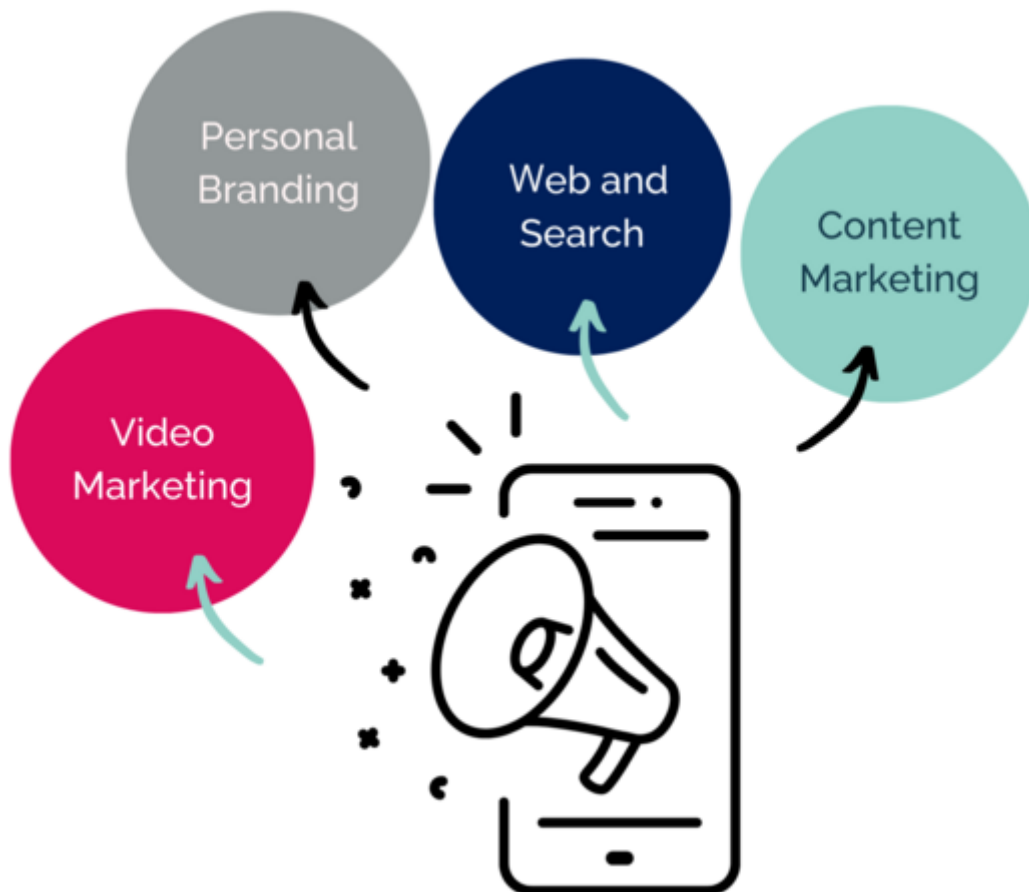 Personal
Branding
Web and
Search
Content
Marketing
Video
Marketing